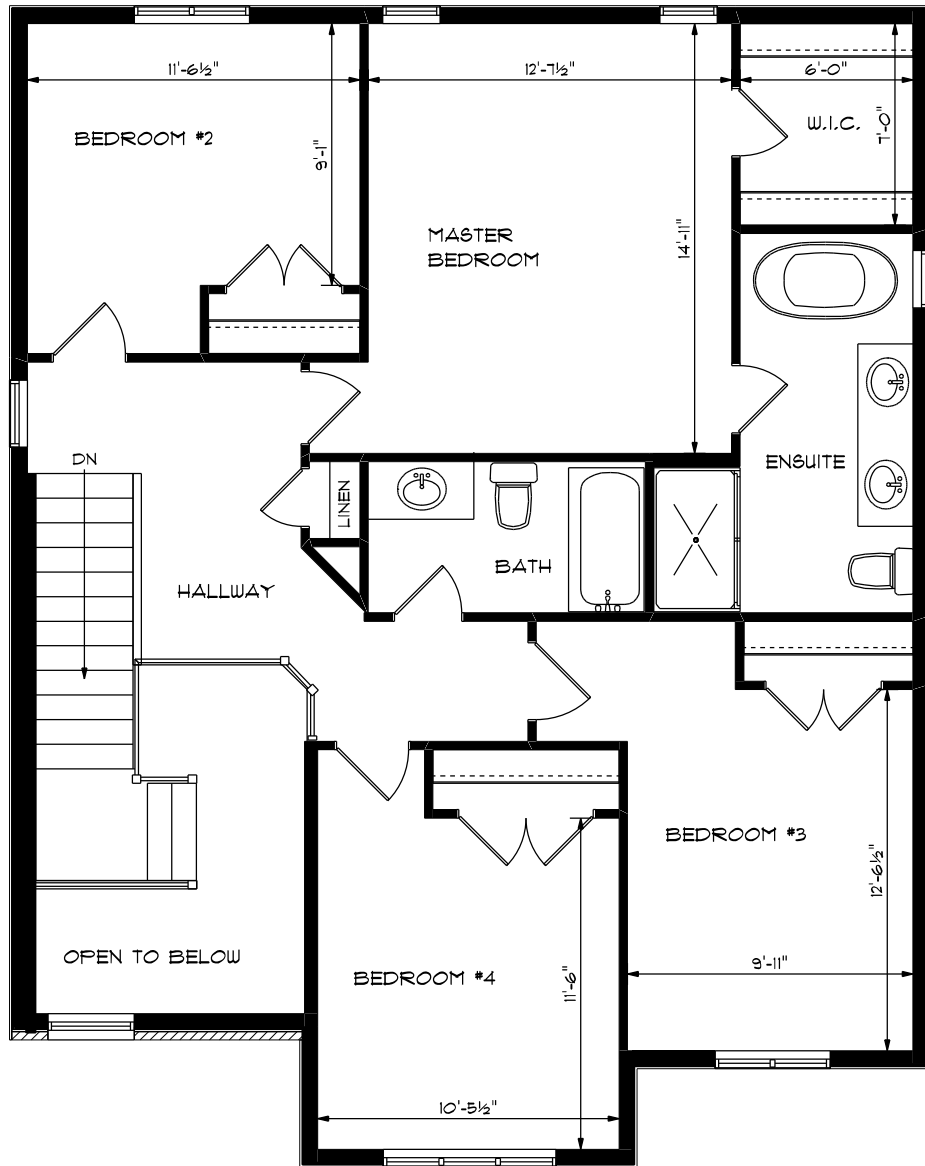 11'-6½"
12'-7½"
6'-0"
BEDROOM #2
9'-1"
W.I.C.
7'-0"
MASTER
BEDROOM
14'-11"
DN
ENSUITE
LINEN
BATH
HALLWAY
BEDROOM #3
12'-6½"
OPEN TO BELOW
BEDROOM #4
11'-6"
9'-11"
10'-5½"